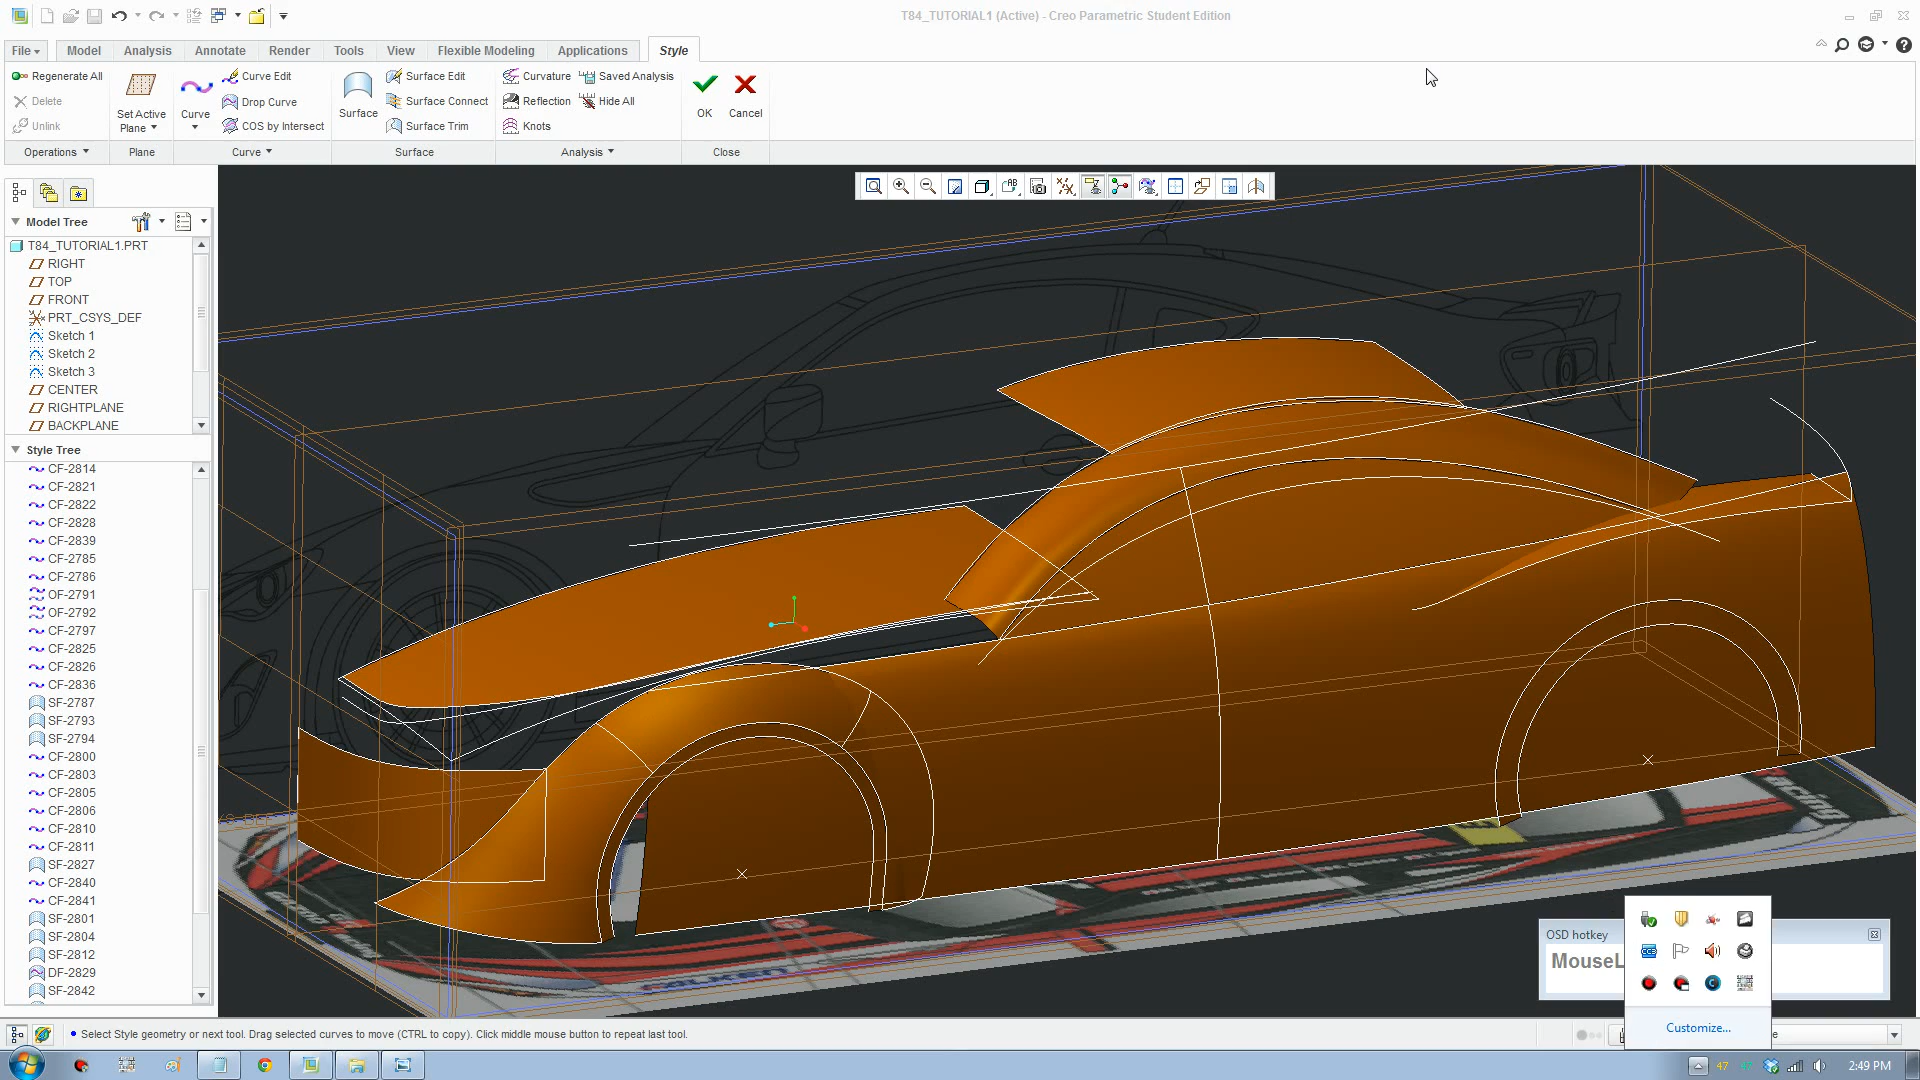 T84_TUTORIAL1 (Active) - Creo Parametric Student Edition
File Model Analysis Annotate Render Tools View Flexible Modeling Applications Style
Regenerate All
Delete
Unlink
Set Active
Plane
Curve
Curve Edit
Drop Curve
COS by Intersect
Surface
Surface Edit
Surface Connect
Surface Trim
Curvature
Reflection
Knots
Saved Analysis
Hide All
OK
Cancel
Operations Plane Curve Surface Analysis Close
Model Tree
T84_TUTORIAL1.PRT
RIGHT
TOP
FRONT
PRT_CSYS_DEF
Sketch 1
Sketch 2
Sketch 3
CENTER
RIGHTPLANE
BACKPLANE
Style Tree
CF-2814
CF-2821
CF-2822
CF-2828
CF-2839
CF-2785
CF-2786
OF-2791
OF-2792
CF-2797
CF-2825
CF-2826
CF-2836
SF-2787
SF-2793
SF-2794
CF-2800
CF-2803
CF-2805
CF-2806
CF-2810
CF-2811
SF-2827
CF-2840
CF-2841
SF-2801
SF-2804
SF-2812
DF-2829
SF-2842
FALKEN
OSD hotkey
MouseL
Customize...
Select Style geometry or next tool. Drag selected curves to move (CTRL to copy). Click middle mouse button to repeat last tool.
47
2:49 PM